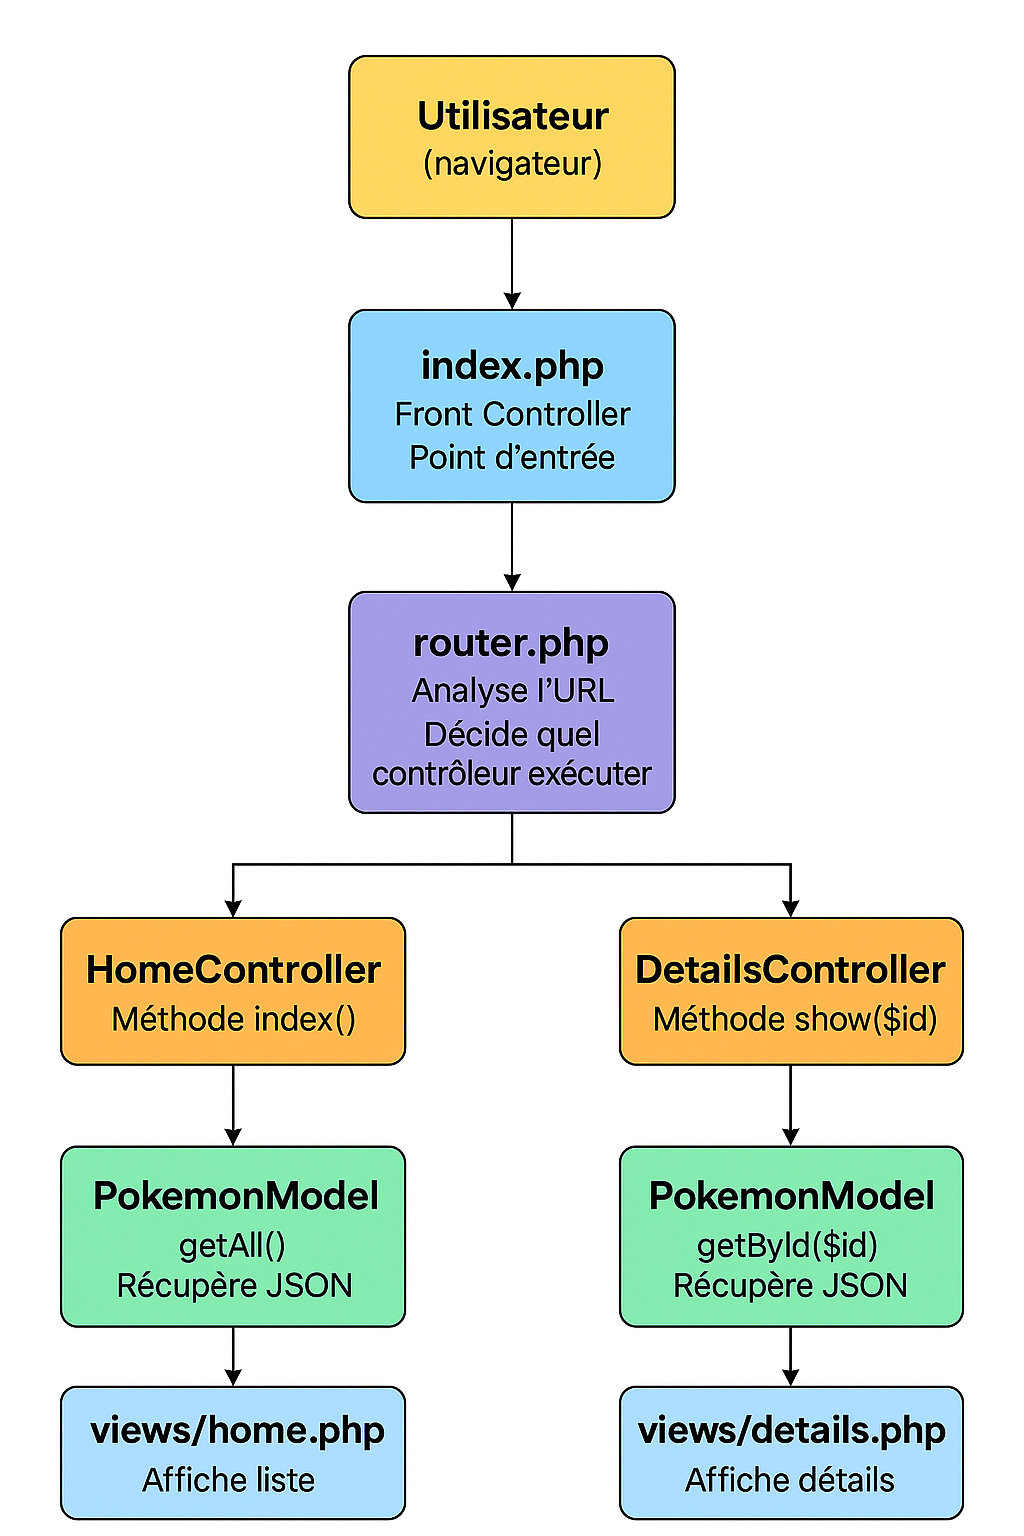 Utilisateur
(navigateur)
index.php
Front Controller
Point d’entrée
router.php
Analyse l’URL
Décide quel
contrôleur exécuter
HomeController
Méthode index()
DetailsController
Méthode show($id)
PokemonModel
getAll()
Récupère JSON
PokemonModel
getById($id)
Récupère JSON
views/home.php
Affiche liste
views/details.php
Affiche détails